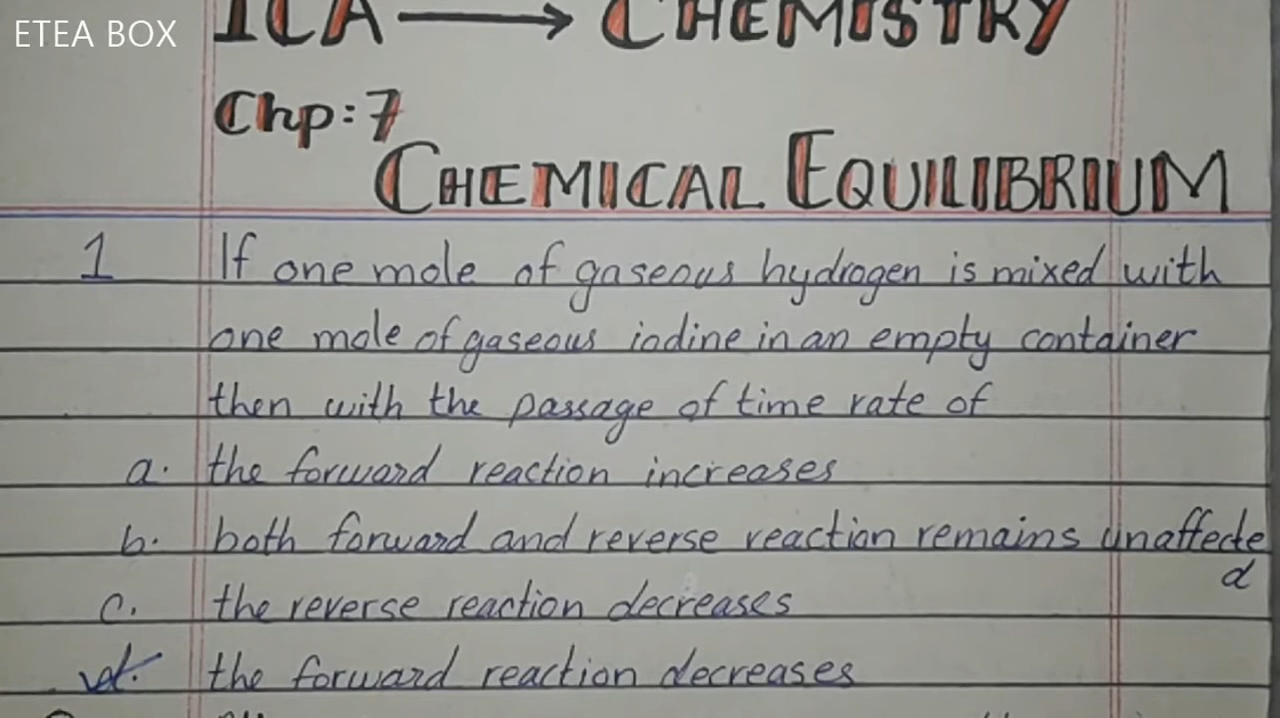 ETEA BOX
ICA → CHEMISTRY
Chp:7
CHEMICAL EQUILIBRIUM
1 If one mole of gaseous hydrogen is mixed with
one mole of gaseous iodine in an empty container
then with the passage of time rate of
a. the forward reaction increases
b. both forward and reverse reaction remains unaffecte
d
c. the reverse reaction decreases
d. the forward reaction decreases